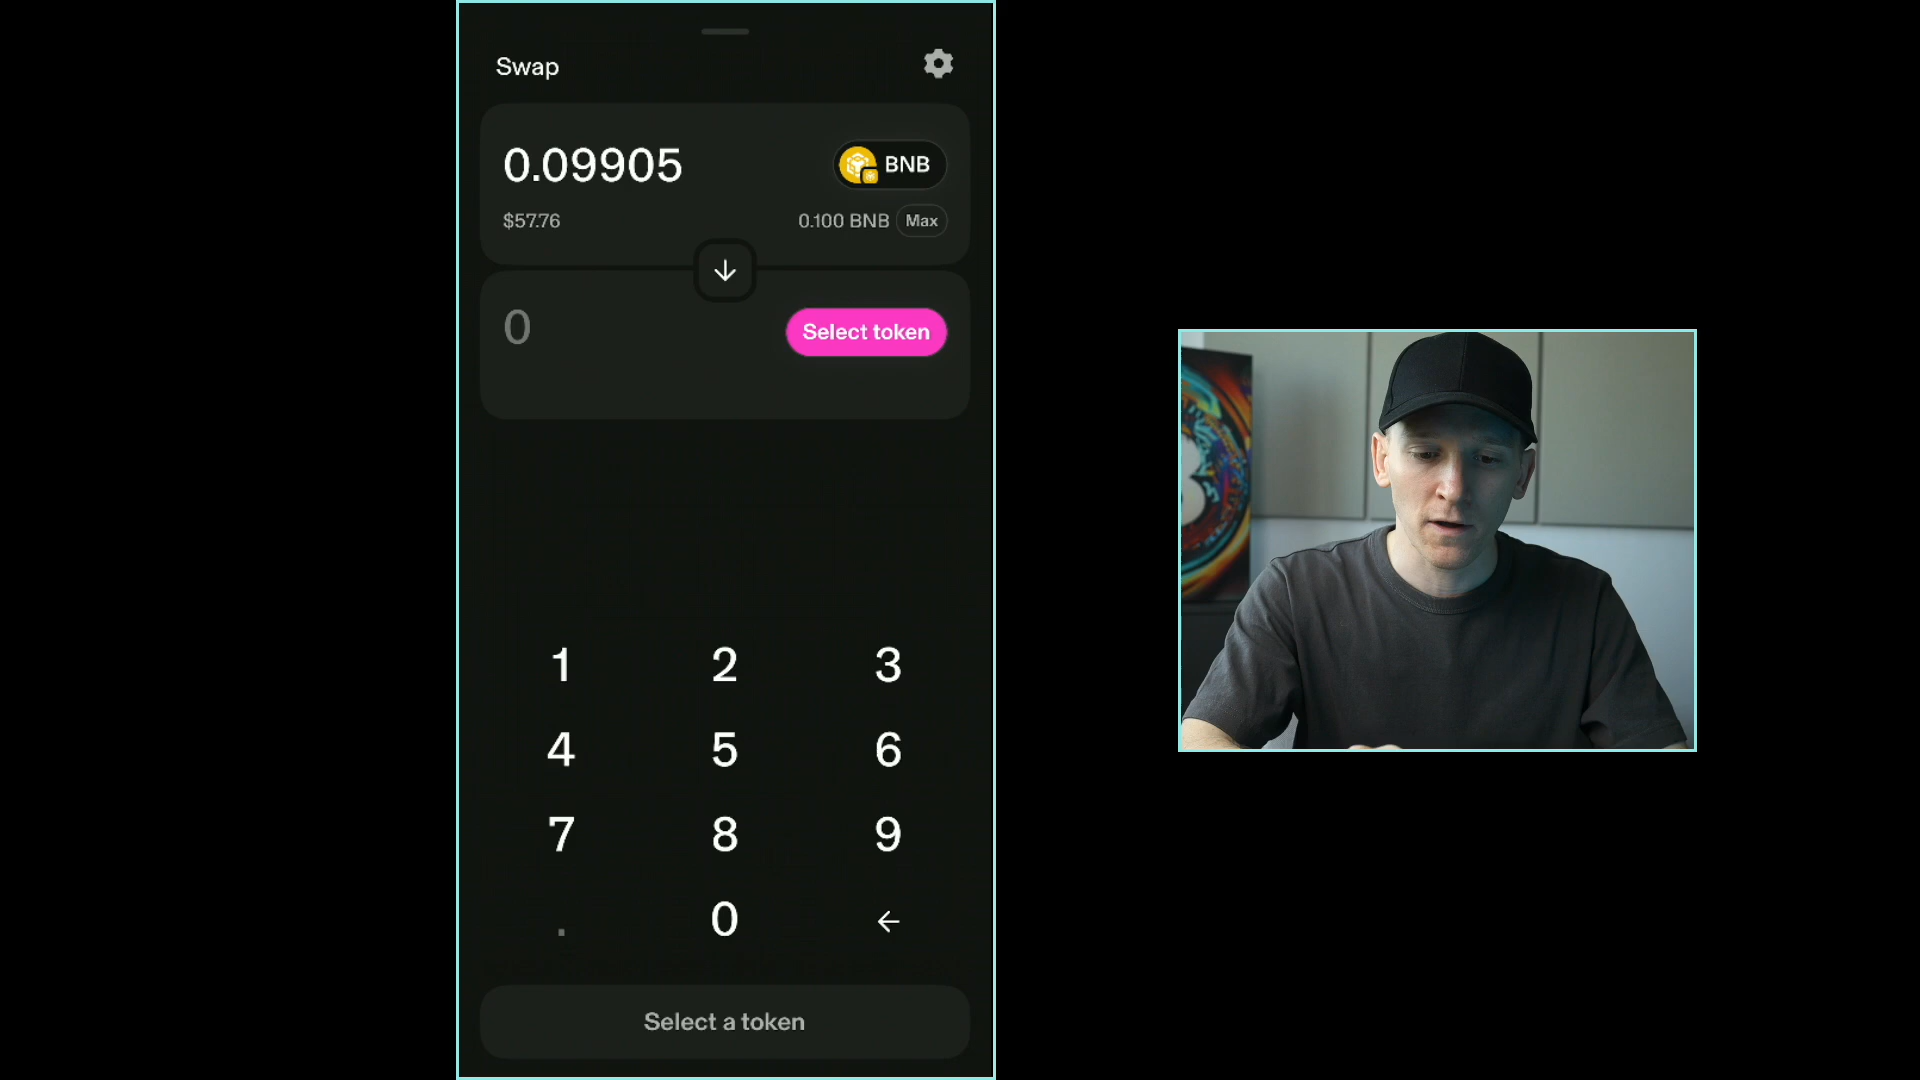 Swap
0.09905
BNB
$57.76
0.100 BNB
Max
0
Select token
1 2 3
4 5 6
7 8 9
. 0
Select a token